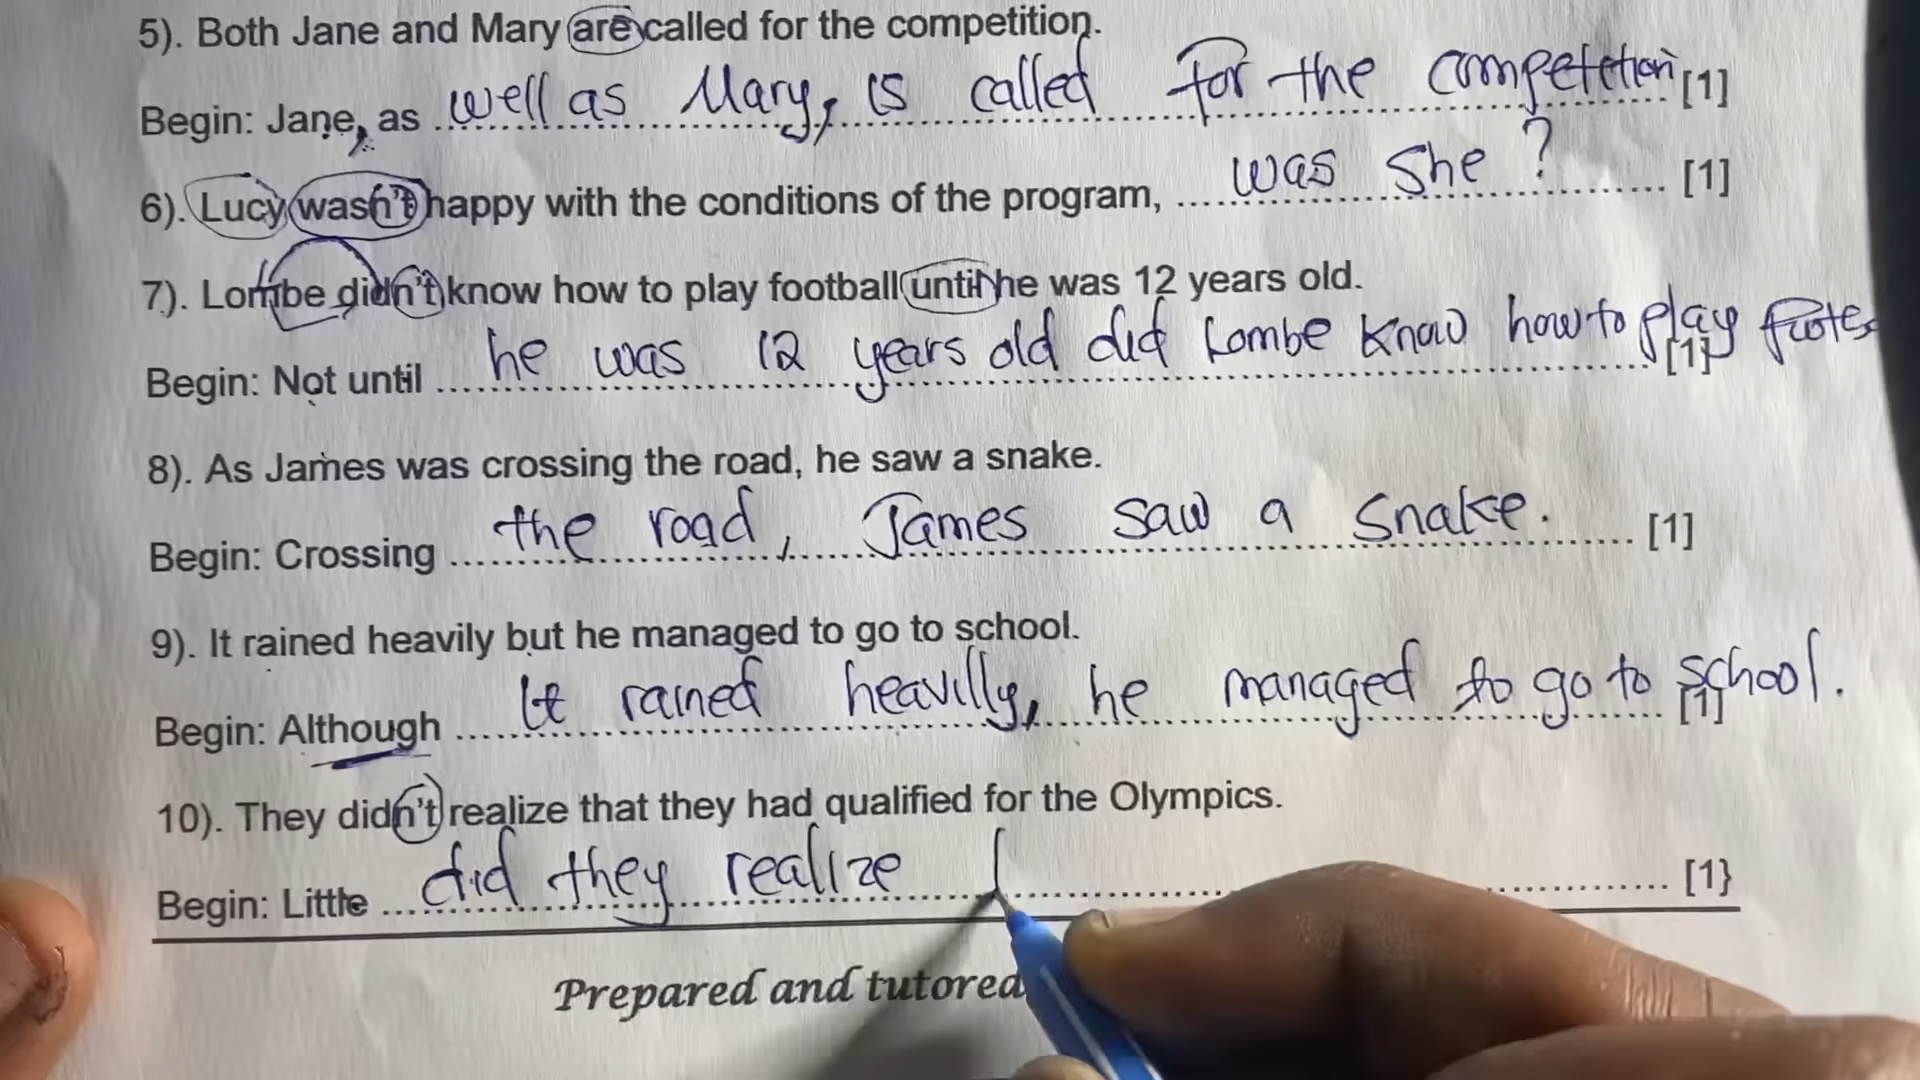 5). Both Jane and Mary are called for the competition.
Begin: Jane, as well as Mary, is called for the competetion [1]
6). Lucy wasn't happy with the conditions of the program, was she? [1]
7). Lombe didn't know how to play football until he was 12 years old.
Begin: Not until he was 12 years old did Lombe know how to play [1]
8). As James was crossing the road, he saw a snake.
Begin: Crossing the road, James saw a snake. [1]
9). It rained heavily but he managed to go to school.
Begin: Although it rained heavilly, he managed to go to school. [1]
10). They didn't realize that they had qualified for the Olympics.
Begin: Little did they realize [1}
Prepared and tutored